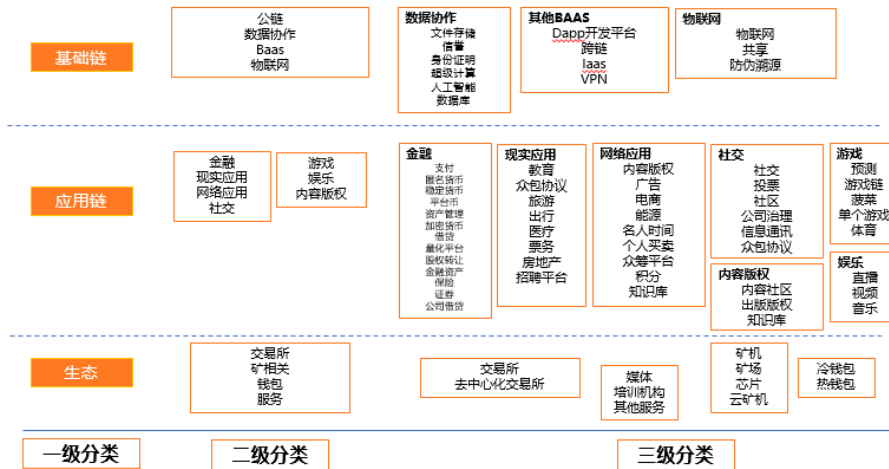 基础链
公链
数据协作
Baas
物联网
数据协作
文件存储
信誉
身份证明
超级计算
人工智能
数据库
其他BAAS
Dapp开发平台
跨链
Iaas
VPN
物联网
物联网
共享
防伪溯源
应用链
金融
现实应用
网络应用
社交
游戏
娱乐
内容版权
金融
支付
匿名货币
稳定货币
平台币
资产管理
加密货币
借贷
量化平台
股权转让
金融资产
保险
证券
公司借贷
现实应用
教育
众包协议
旅游
出行
医疗
票务
房地产
招聘平台
网络应用
内容版权
广告
电商
能源
名人时间
个人买卖
众筹平台
积分
知识库
社交
社交
投票
社区
公司治理
信息通讯
众包协议
内容版权
内容社区
出版版权
知识库
游戏
预测
游戏链
菠菜
单个游戏
体育
娱乐
直播
视频
音乐
生态
交易所
矿相关
钱包
服务
交易所
去中心化交易所
媒体
培训机构
其他服务
矿机
矿场
芯片
云矿机
冷钱包
热钱包
一级分类
二级分类
三级分类